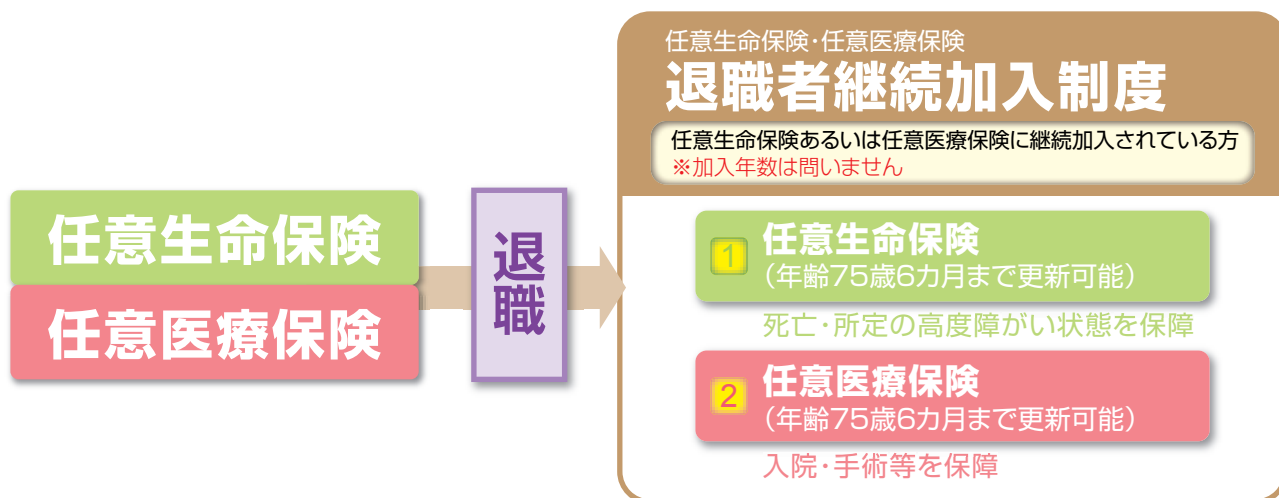 任意生命保険
任意医療保険
退職
任意生命保険・任意医療保険
退職者継続加入制度
任意生命保険あるいは任意医療保険に継続加入されている方
※加入年数は問いません
1 任意生命保険
（年齢75歳6カ月まで更新可能）
死亡・所定の高度障がい状態を保障
2 任意医療保険
（年齢75歳6カ月まで更新可能）
入院・手術等を保障